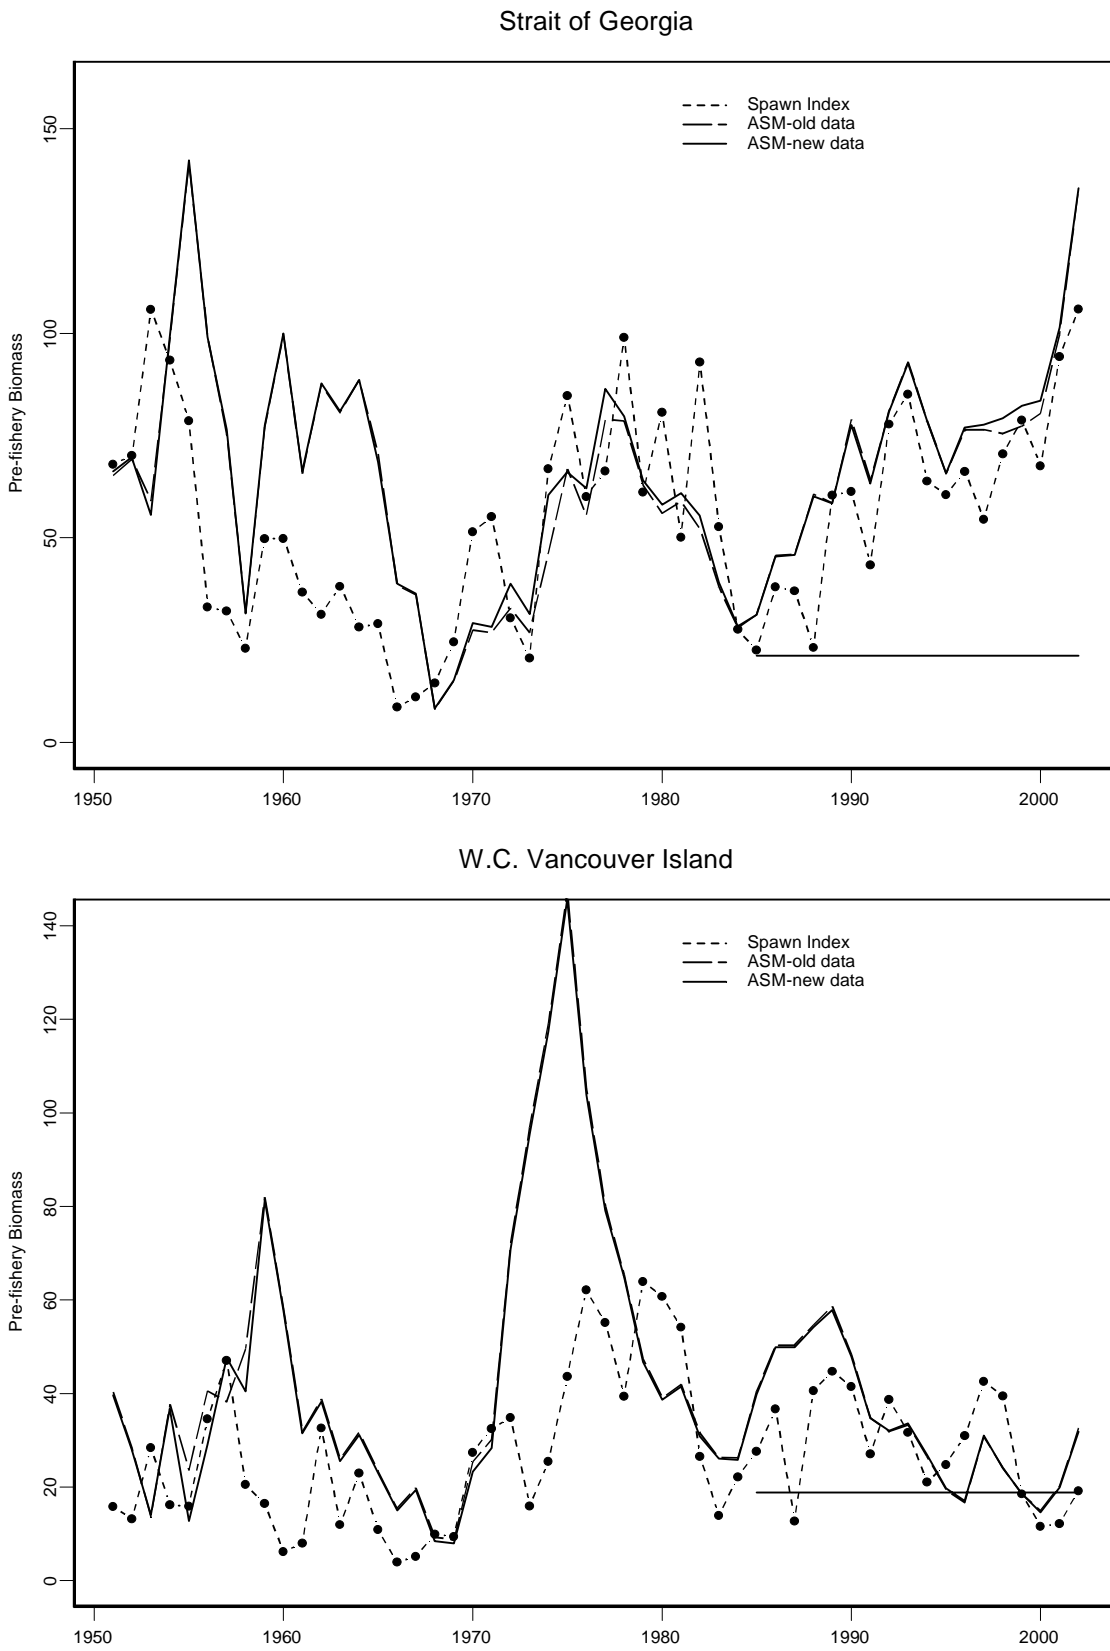 Strait of Georgia
Spawn Index
ASM-old data
ASM-new data
Pre-fishery Biomass
150
100
50
0
1950 1960 1970 1980 1990 2000
W.C. Vancouver Island
Spawn Index
ASM-old data
ASM-new data
Pre-fishery Biomass
140
120
100
80
60
40
20
0
1950 1960 1970 1980 1990 2000